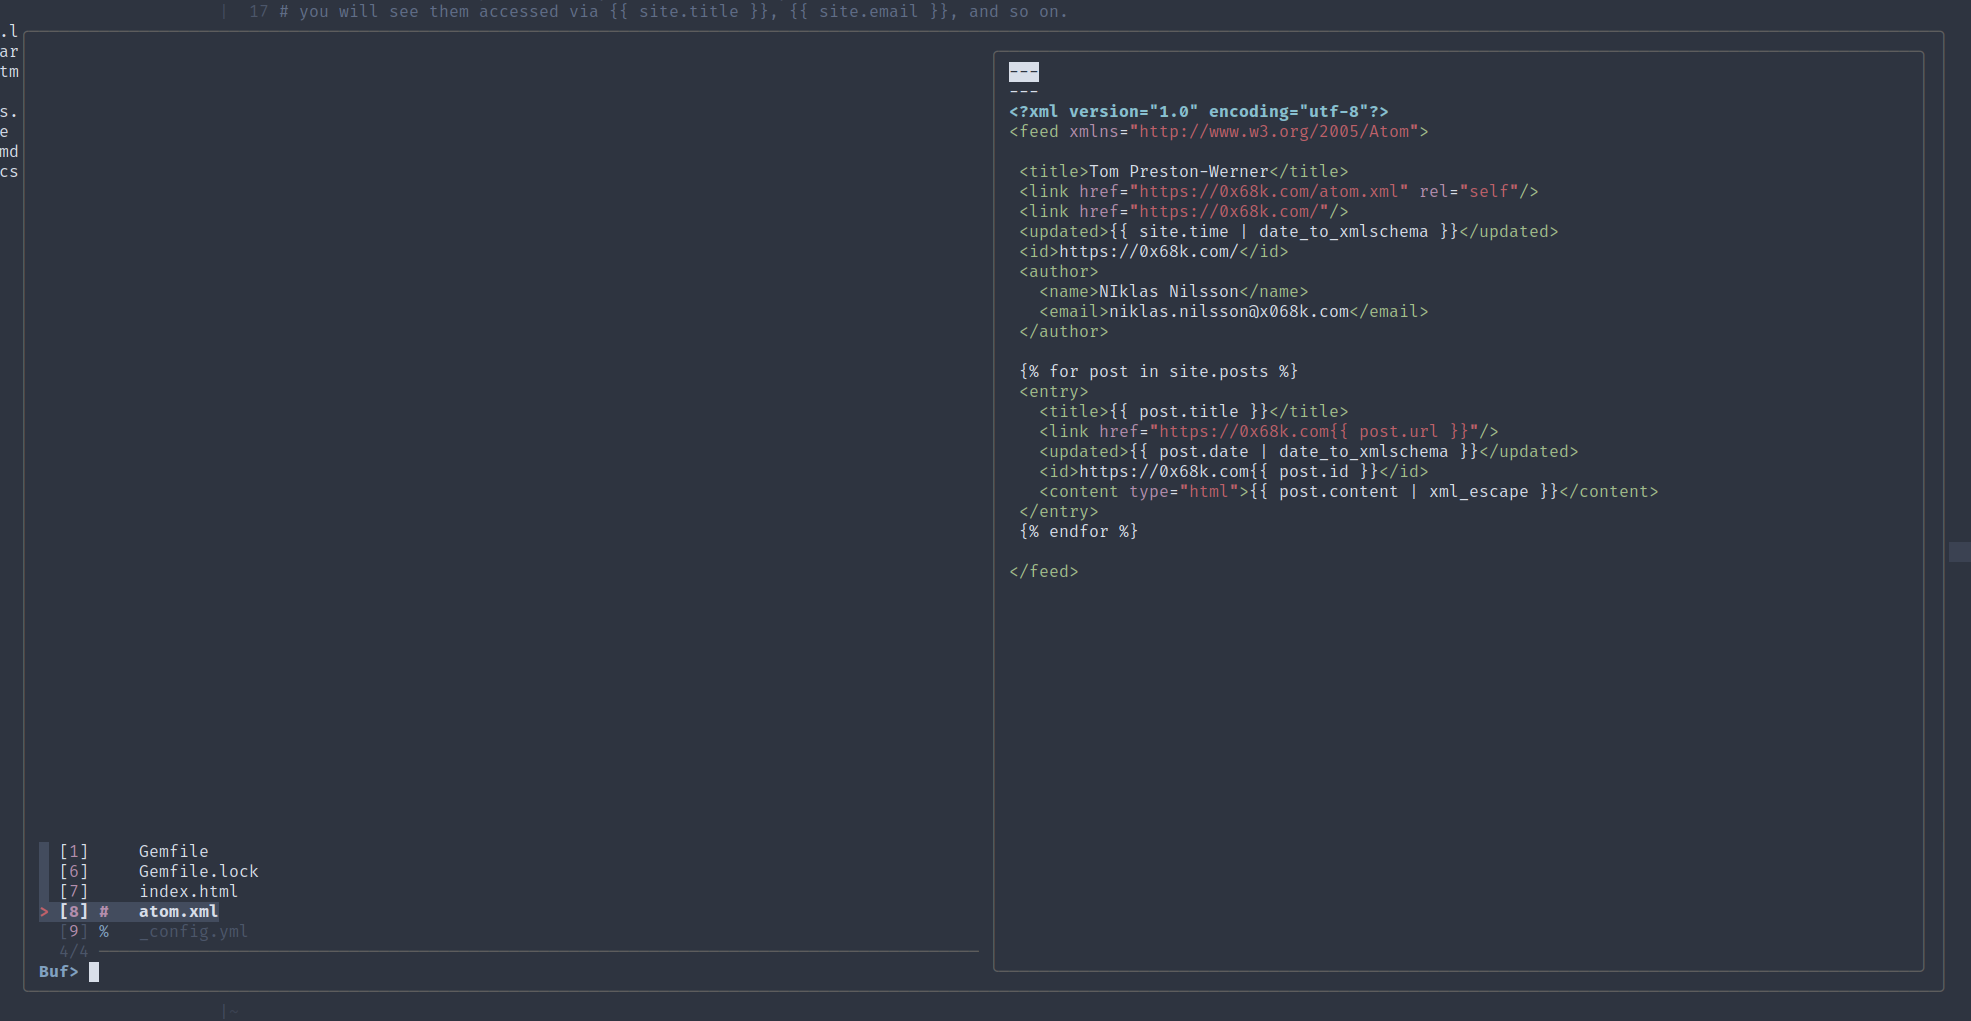 17 # you will see them accessed via {{ site.title }}, {{ site.email }}, and so on.
.l
ar
tm
s.
e
md
cs
---
---
<?xml version="1.0" encoding="utf-8"?>
<feed xmlns="http://www.w3.org/2005/Atom">
<title>Tom Preston-Werner</title>
<link href="https://0x68k.com/atom.xml" rel="self"/>
<link href="https://0x68k.com/"/>
<updated>{{ site.time | date_to_xmlschema }}</updated>
<id>https://0x68k.com/</id>
<author>
<name>NIklas Nilsson</name>
<email>niklas.nilsson@x068k.com</email>
</author>
{% for post in site.posts %}
<entry>
<title>{{ post.title }}</title>
<link href="https://0x68k.com{{ post.url }}"/>
<updated>{{ post.date | date_to_xmlschema }}</updated>
<id>https://0x68k.com{{ post.id }}</id>
<content type="html">{{ post.content | xml_escape }}</content>
</entry>
{% endfor %}
</feed>
[1] Gemfile
[6] Gemfile.lock
[7] index.html
> [8] # atom.xml
[9] % _config.yml
4/4
Buf>
~